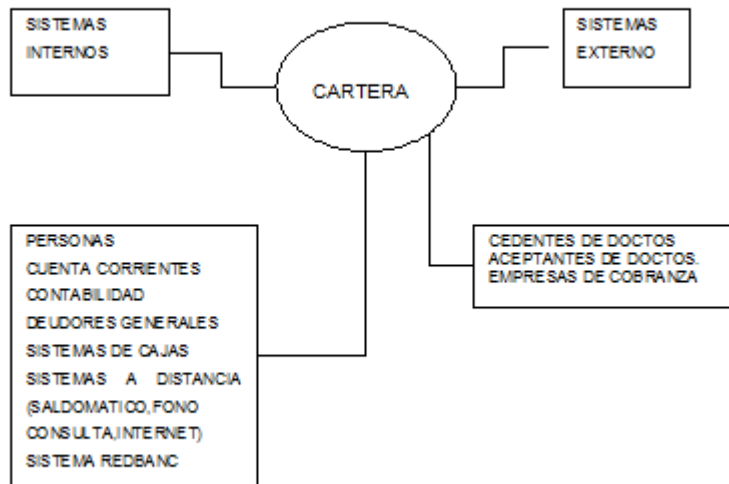 SISTEMAS
INTERNOS
CARTERA
SISTEMAS
EXTERNO
PERSONAS
CUENTA CORRIENTES
CONTABILIDAD
DEUDORES GENERALES
SISTEMAS DE CAJAS
SISTEMAS A DISTANCIA
(SALDOMATICO,FONO
CONSULTA,INTERNET)
SISTEMA REDBANC
CEDENTES DE DOCTOS
ACEPTANTES DE DOCTOS.
EMPRESAS DE COBRANZA